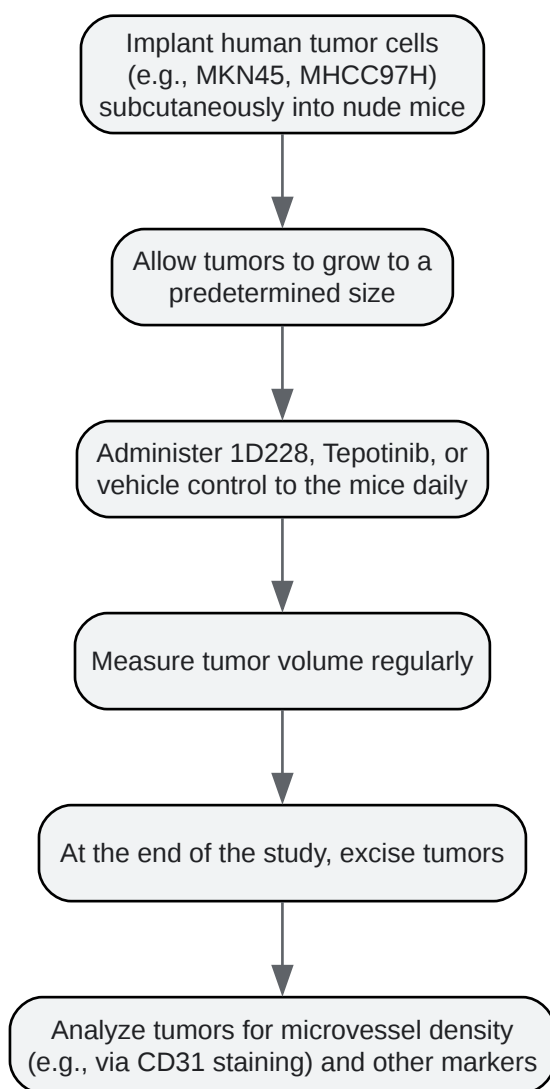 Implant human tumor cells
(e.g., MKN45, MHCC97H)
subcutaneously into nude mice
Allow tumors to grow to a
predetermined size
Administer 1D228, Tepotinib, or
vehicle control to the mice daily
Measure tumor volume regularly
At the end of the study, excise tumors
Analyze tumors for microvessel density
(e.g., via CD31 staining) and other markers